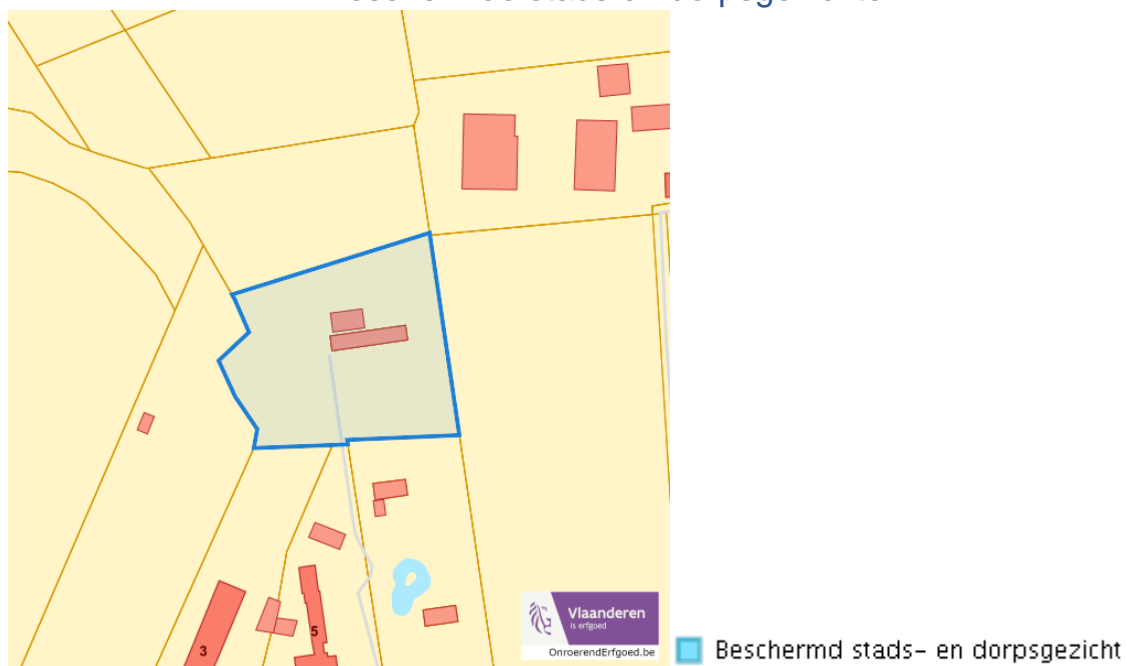 3
5
Vlaanderen
is erfgoed
OnroerendErfgoed.be
Beschermd stads- en dorpsgezicht